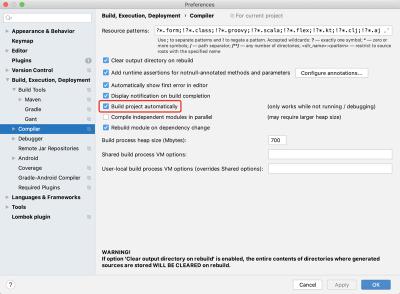 Preferences
Appearance & Behavior
Keymap
Editor
Plugins
Version Control
Build, Execution, Deployment
Build Tools
Maven
Gradle
Gant
Compiler
Debugger
Remote Jar Repositories
Android
Coverage
Gradle-Android Compiler
Required Plugins
Languages & Frameworks
Tools
Lombok plugin
Build, Execution, Deployment › Compiler For current project
Resource patterns: !?*.form;!?*.class;!?*.groovy;!?*.scala;!?*.flex;!?*.kt;!?*.clj;!?*.aj
Use ; to separate patterns and ! to negate a pattern. Accepted wildcards: ? — exactly one symbol; * — zero or
more symbols; / — path separator; /**/ — any number of directories; <dir_name>:<pattern> — restrict to source
roots with the specified name
Clear output directory on rebuild
Add runtime assertions for notnull-annotated methods and parameters Configure annotations...
Automatically show first error in editor
Display notification on build completion
Build project automatically (only works while not running / debugging)
Compile independent modules in parallel (may require larger heap size)
Rebuild module on dependency change
Build process heap size (Mbytes): 700
Shared build process VM options:
User-local build process VM options (overrides Shared options):
WARNING!
If option 'Clear output directory on rebuild' is enabled, the entire contents of directories where generated
sources are stored WILL BE CLEARED on rebuild.
? Cancel Apply OK